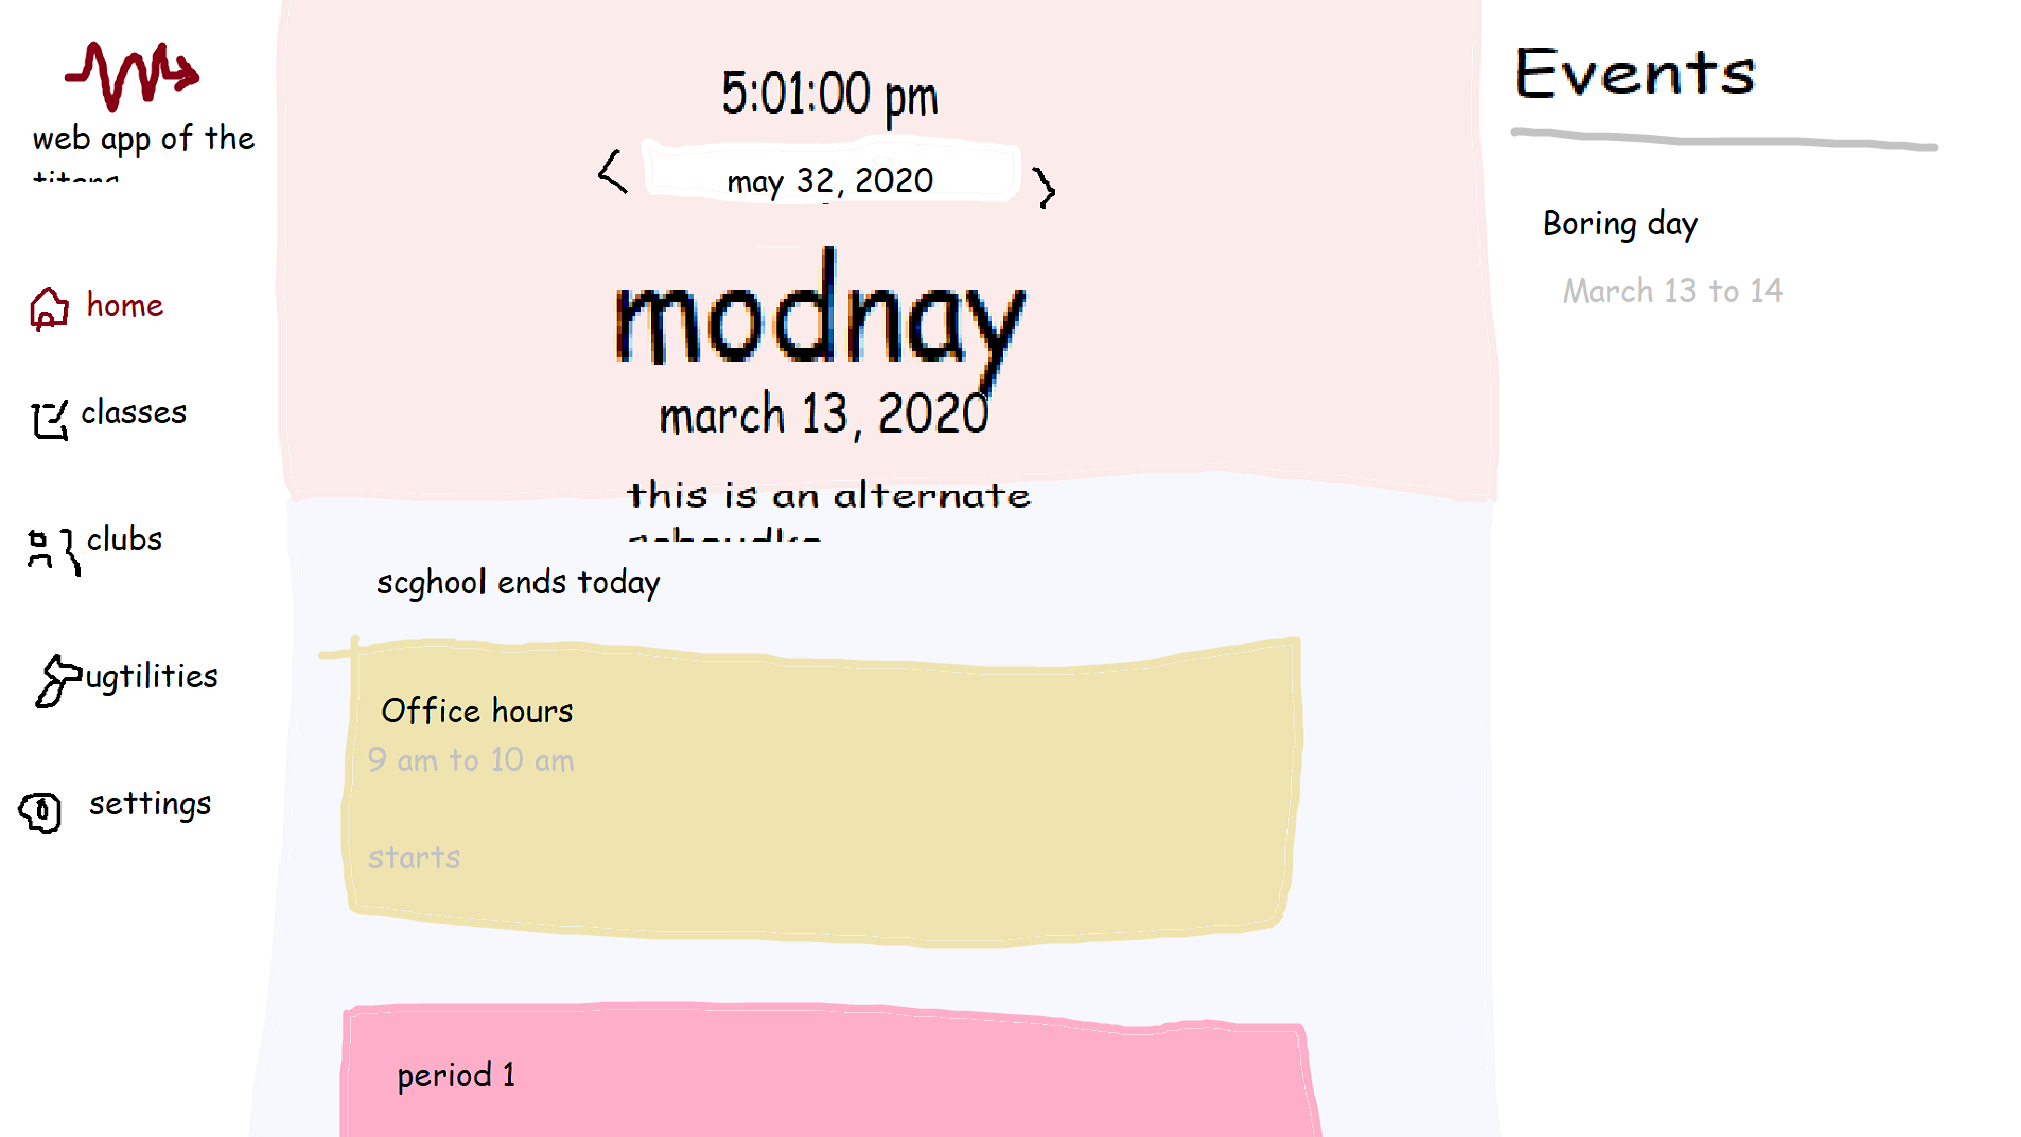 web app of the
home
classes
clubs
ugtilities
settings
5:01:00 pm
< may 32, 2020 >
modnay
march 13, 2020
this is an alternate
scghool ends today
Office hours
9 am to 10 am
starts
period 1
Events
Boring day
March 13 to 14